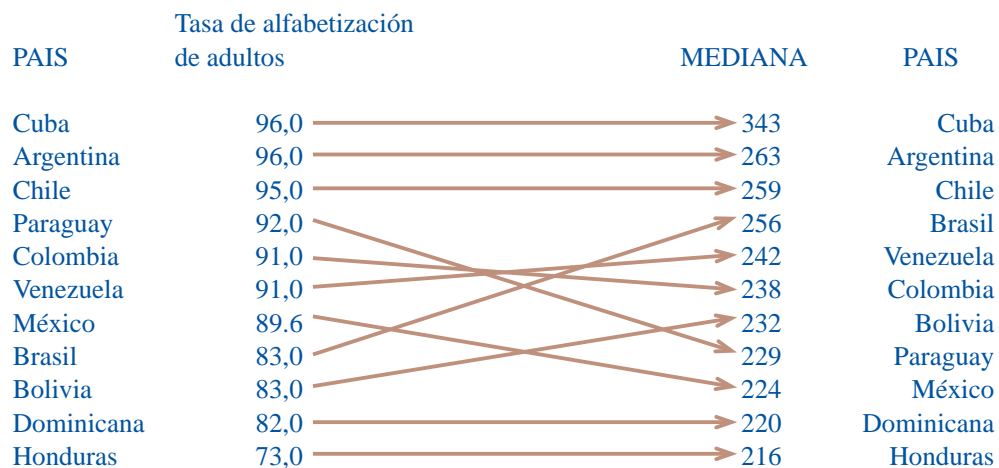 Tasa de alfabetización
PAIS de adultos MEDIANA PAIS
Cuba 96,0 343 Cuba
Argentina 96,0 263 Argentina
Chile 95,0 259 Chile
Paraguay 92,0 256 Brasil
Colombia 91,0 242 Venezuela
Venezuela 91,0 238 Colombia
México 89.6 232 Bolivia
Brasil 83,0 229 Paraguay
Bolivia 83,0 224 México
Dominicana 82,0 220 Dominicana
Honduras 73,0 216 Honduras